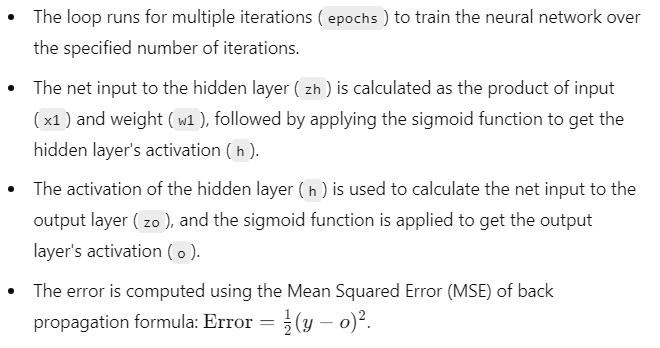 • The loop runs for multiple iterations ( epochs ) to train the neural network over
the specified number of iterations.
• The net input to the hidden layer ( zh ) is calculated as the product of input
( x1 ) and weight ( w1 ), followed by applying the sigmoid function to get the
hidden layer's activation ( h ).
• The activation of the hidden layer ( h ) is used to calculate the net input to the
output layer ( zo ), and the sigmoid function is applied to get the output
layer's activation ( o ).
• The error is computed using the Mean Squared Error (MSE) of back
propagation formula: Error = ½(y − o)².